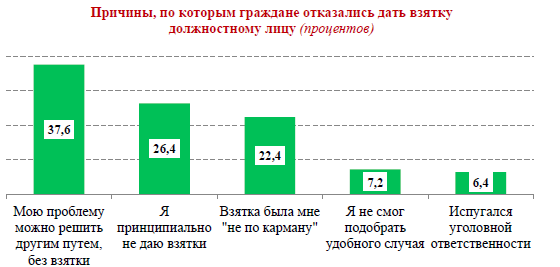 Причины, по которым граждане отказались дать взятку
должностному лицу (процентов)
37,6
26,4
22,4
7,2
6,4
Мою проблему
можно решить
другим путем,
без взятки
Я
принципиально
не даю взятки
Взятка была мне
"не по карману"
Я не смог
подобрать
удобного случая
Испугался
уголовной
ответственности